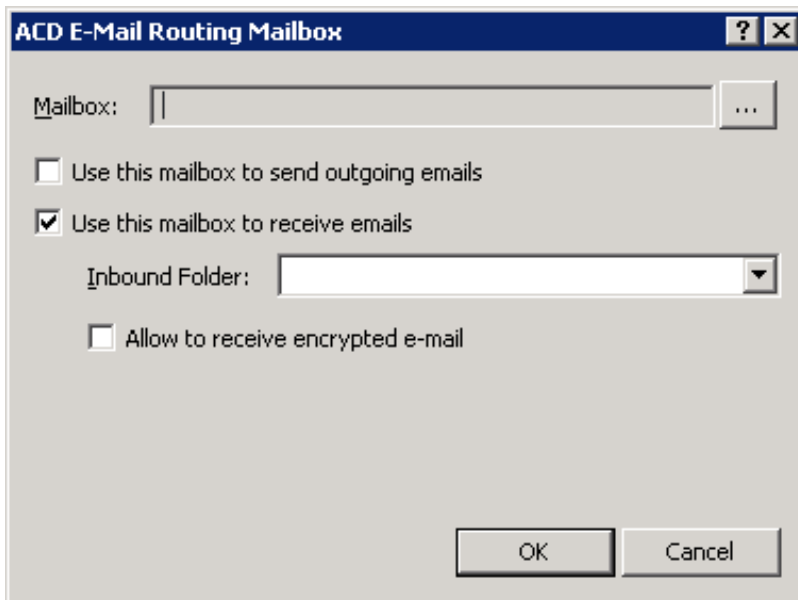 ACD E-Mail Routing Mailbox
Mailbox: ...
Use this mailbox to send outgoing emails
Use this mailbox to receive emails
Inbound Folder:
Allow to receive encrypted e-mail
OK Cancel